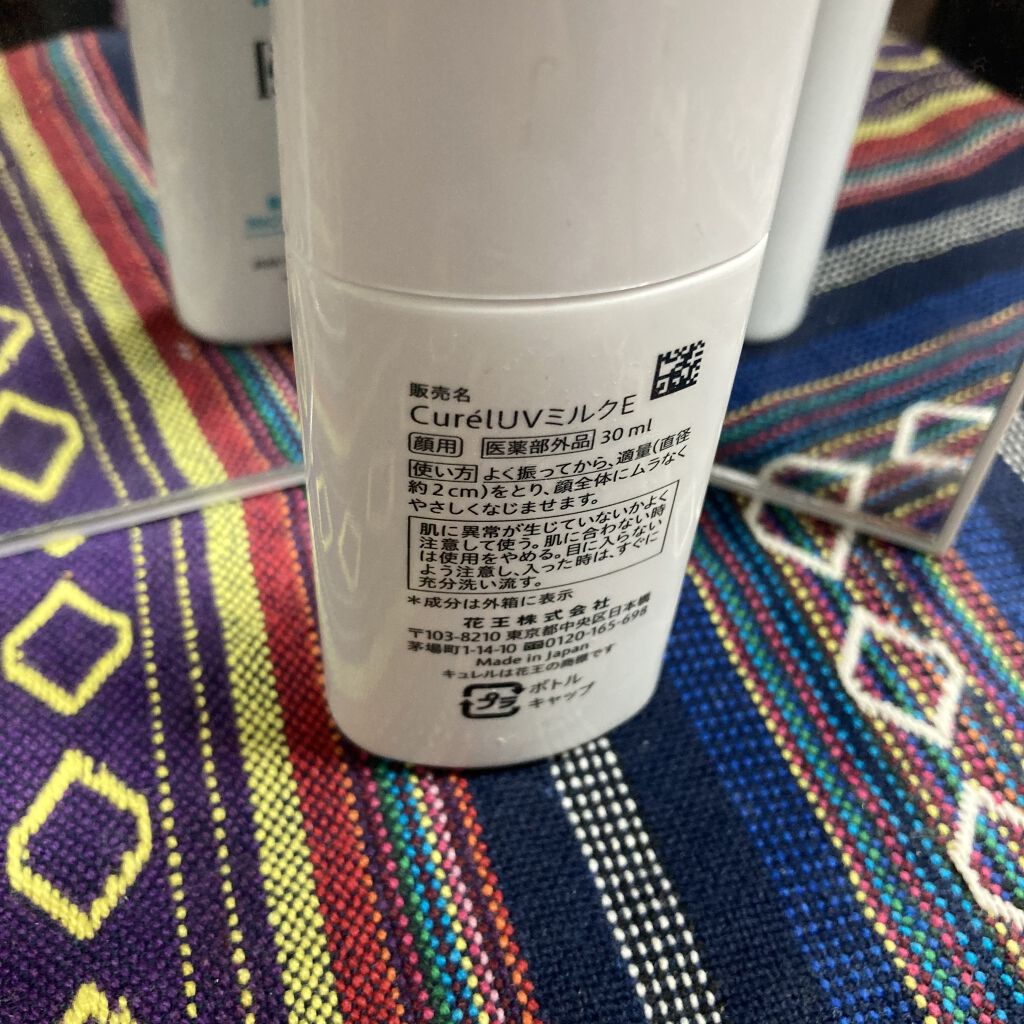 販売名
CurélUVミルクE
顔用 医薬部外品 30 ml
使い方 よく振ってから、適量(直径
約2cm)をとり、顔全体にムラなく
やさしくなじませます。
肌に異常が生じていないかよく
注意して使う。肌に合わない時
は使用をやめる。目に入らない
よう注意し、入った時は、すぐに
充分洗い流す。
*成分は外箱に表示
花王株式会社
〒103-8210 東京都中央区日本橋
茅場町1-14-10 0120-165-698
Made in Japan
キュレルは花王の商標です
プラ ボトル
キャップ